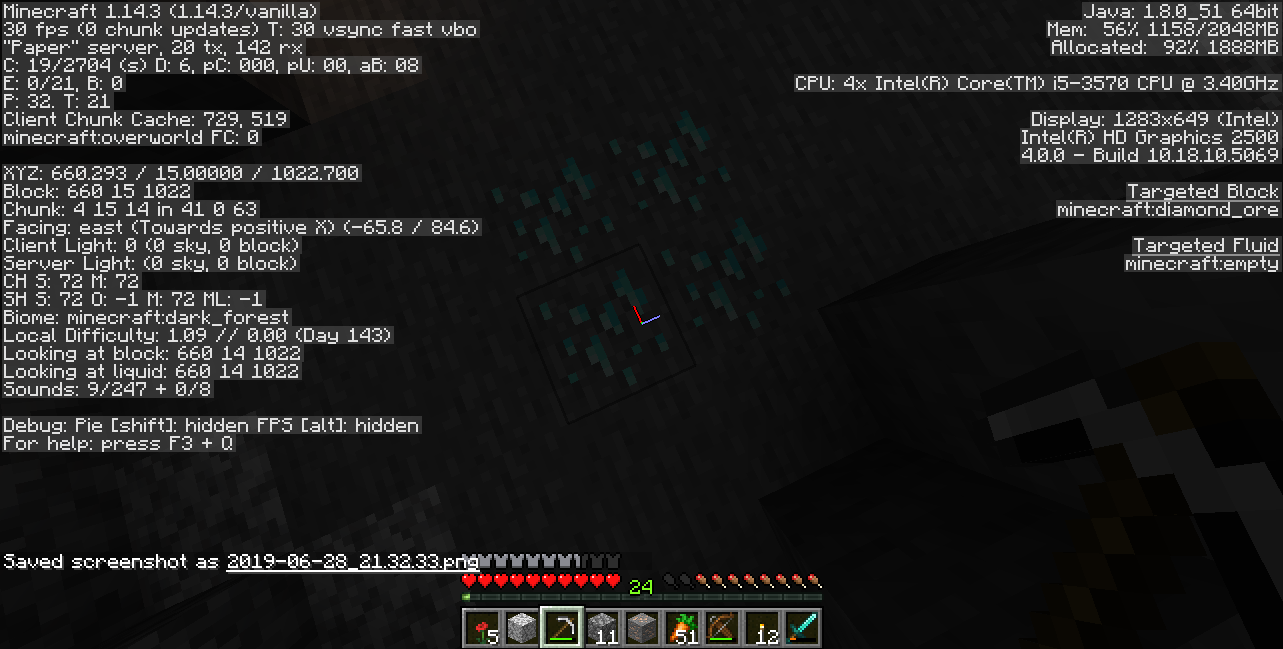 Minecraft 1.14.3 (1.14.3/vanilla)
30 fps (0 chunk updates) T: 30 vsync fast vbo
"Paper" server, 20 tx, 142 rx
C: 19/2704 (s) D: 6, pC: 000, pU: 00, aB: 08
E: 0/21, B: 0
P: 32. T: 21
Client Chunk Cache: 729, 519
minecraft:overworld FC: 0
XYZ: 660.293 / 15.00000 / 1022.700
Block: 660 15 1022
Chunk: 4 15 14 in 41 0 63
Facing: east (Towards positive X) (-65.8 / 84.6)
Client Light: 0 (0 sky, 0 block)
Server Light: (0 sky, 0 block)
CH S: 72 M: 72
SH S: 72 O: -1 M: 72 ML: -1
Biome: minecraft:dark_forest
Local Difficulty: 1.09 // 0.00 (Day 143)
Looking at block: 660 14 1022
Looking at liquid: 660 14 1022
Sounds: 9/247 + 0/8
Debug: Pie [shift]: hidden FPS [alt]: hidden
For help: press F3 + Q
Java: 1.8.0_51 64bit
Mem: 56% 1158/2048MB
Allocated: 92% 1888MB
CPU: 4x Intel(R) Core(TM) i5-3570 CPU @ 3.40GHz
Display: 1283x649 (Intel)
Intel(R) HD Graphics 2500
4.0.0 - Build 10.18.10.5069
Targeted Block
minecraft:diamond_ore
Targeted Fluid
minecraft:empty
Saved screenshot as 2019-06-28_21.32.33.png
24
5 11 51 12